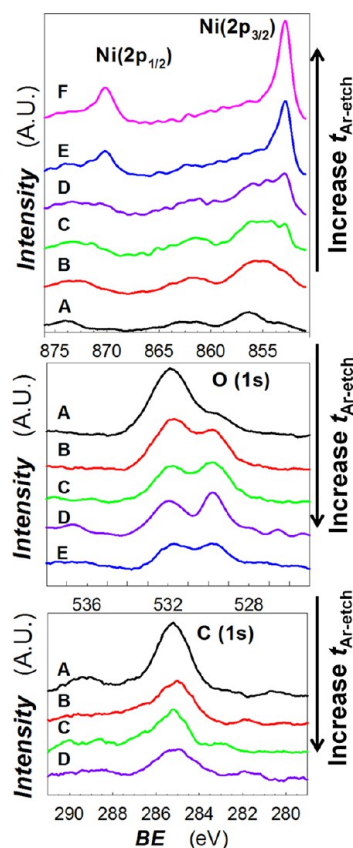 Ni(2p3/2)
Ni(2p1/2)
F
E
D
C
B
A
Intensity (A.U.)
Increase tAr-etch
875 870 865 860 855
O (1s)
A
B
C
D
E
Intensity (A.U.)
Increase tAr-etch
536 532 528
C (1s)
A
B
C
D
Intensity (A.U.)
Increase tAr-etch
290 288 286 284 282 280
BE (eV)